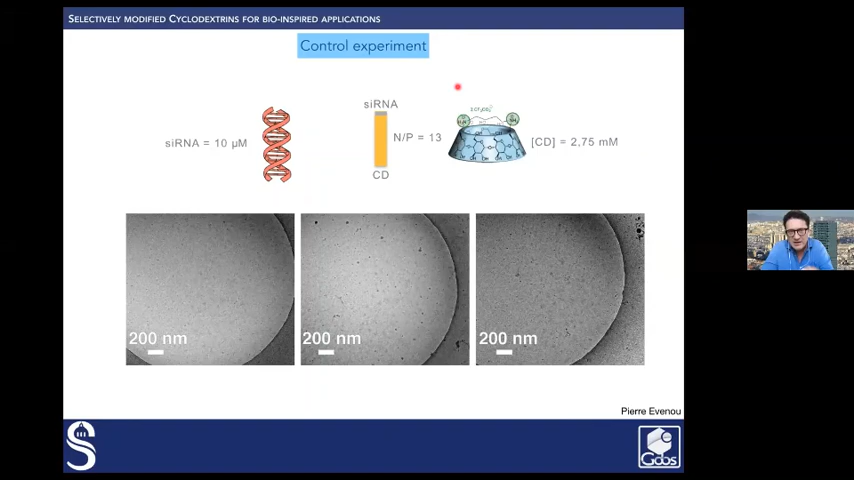 SELECTIVELY MODIFIED CYCLODEXTRINS FOR BIO-INSPIRED APPLICATIONS
Control experiment
siRNA = 10 µM
siRNA
N/P = 13
CD
[CD] = 2,75 mM
200 nm
200 nm
200 nm
Pierre Evenou